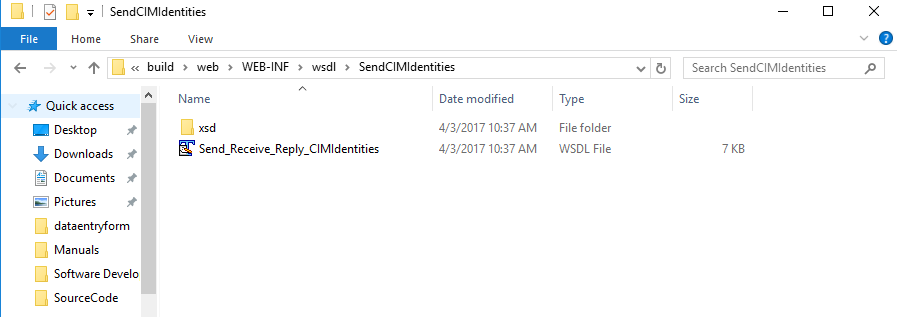 SendCIMIdentities
File Home Share View
build web WEB-INF wsdl SendCIMIdentities Search SendCIMIdentities
Name Date modified Type Size
Quick access
Desktop
Downloads
Documents
Pictures
dataentryform
Manuals
Software Develo
SourceCode
xsd 4/3/2017 10:37 AM File folder
Send_Receive_Reply_CIMIdentities 4/3/2017 10:37 AM WSDL File 7 KB